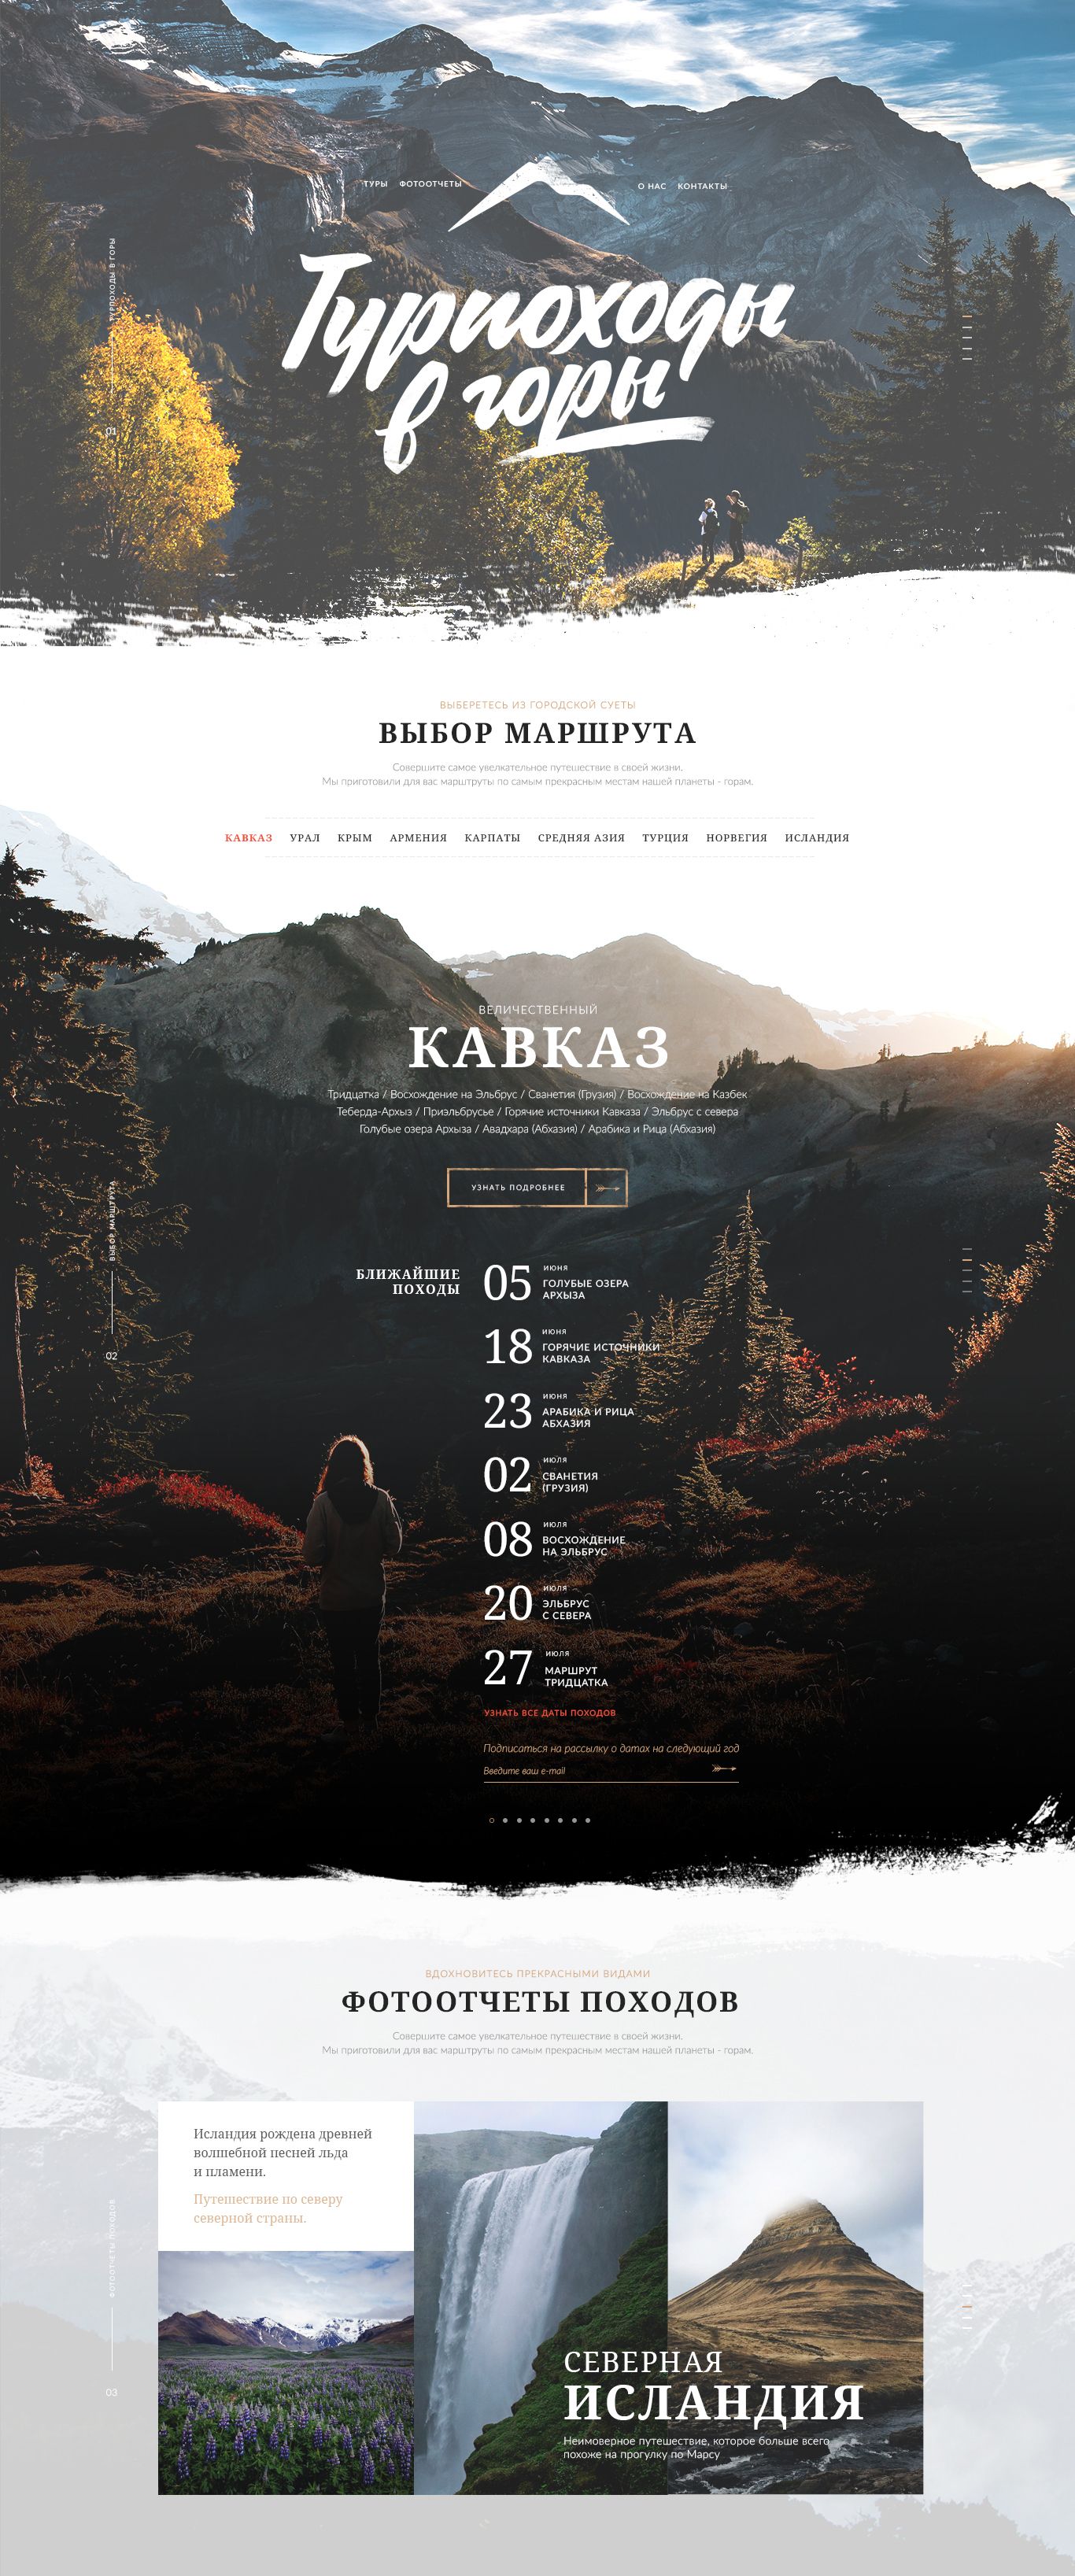 ТУРЫ ФОТООТЧЕТЫ
О НАС КОНТАКТЫ
Турпоходы
в горы
ТУРПОХОДЫ В ГОРЫ
01
ВЫБЕРЕТЕСЬ ИЗ ГОРОДСКОЙ СУЕТЫ
ВЫБОР МАРШРУТА
Совершите самое увелкательное путешествие в своей жизни.
Мы приготовили для вас маршртуты по самым прекрасным местам нашей планеты - горам.
КАВКАЗ УРАЛ КРЫМ АРМЕНИЯ КАРПАТЫ СРЕДНЯЯ АЗИЯ ТУРЦИЯ НОРВЕГИЯ ИСЛАНДИЯ
ВЕЛИЧЕСТВЕННЫЙ
КАВКАЗ
Тридцатка / Восхождение на Эльбрус / Сванетия (Грузия) / Восхождение на Казбек
Теберда-Архыз / Приэльбрусье / Горячие источники Кавказа / Эльбрус с севера
Голубые озера Архыза / Авадхара (Абхазия) / Арабика и Рица (Абхазия)
УЗНАТЬ ПОДРОБНЕЕ
ВЫБОР МАРШРУТА
02
БЛИЖАЙШИЕ
ПОХОДЫ
05 ИЮНЯ
ГОЛУБЫЕ ОЗЕРА
АРХЫЗА
18 ИЮНЯ
ГОРЯЧИЕ ИСТОЧНИКИ
КАВКАЗА
23 ИЮНЯ
АРАБИКА И РИЦА
АБХАЗИЯ
02 ИЮЛЯ
СВАНЕТИЯ
(ГРУЗИЯ)
08 ИЮЛЯ
ВОСХОЖДЕНИЕ
НА ЭЛЬБРУС
20 ИЮЛЯ
ЭЛЬБРУС
С СЕВЕРА
27 ИЮЛЯ
МАРШРУТ
ТРИДЦАТКА
УЗНАТЬ ВСЕ ДАТЫ ПОХОДОВ
Подписаться на рассылку о датах на следующий год
Введите ваш e-mail
ВДОХНОВИТЕСЬ ПРЕКРАСНЫМИ ВИДАМИ
ФОТООТЧЕТЫ ПОХОДОВ
Совершите самое увелкательное путешествие в своей жизни.
Мы приготовили для вас марштруты по самым прекрасным местам нашей планеты - горам.
Исландия рождена древней
волшебной песней льда
и пламени.
Путешествие по северу
северной страны.
ФОТООТЧЕТЫ ПОХОДОВ
03
СЕВЕРНАЯ
ИСЛАНДИЯ
Неимоверное путешествие, которое больше всего
похоже на прогулку по Марсу